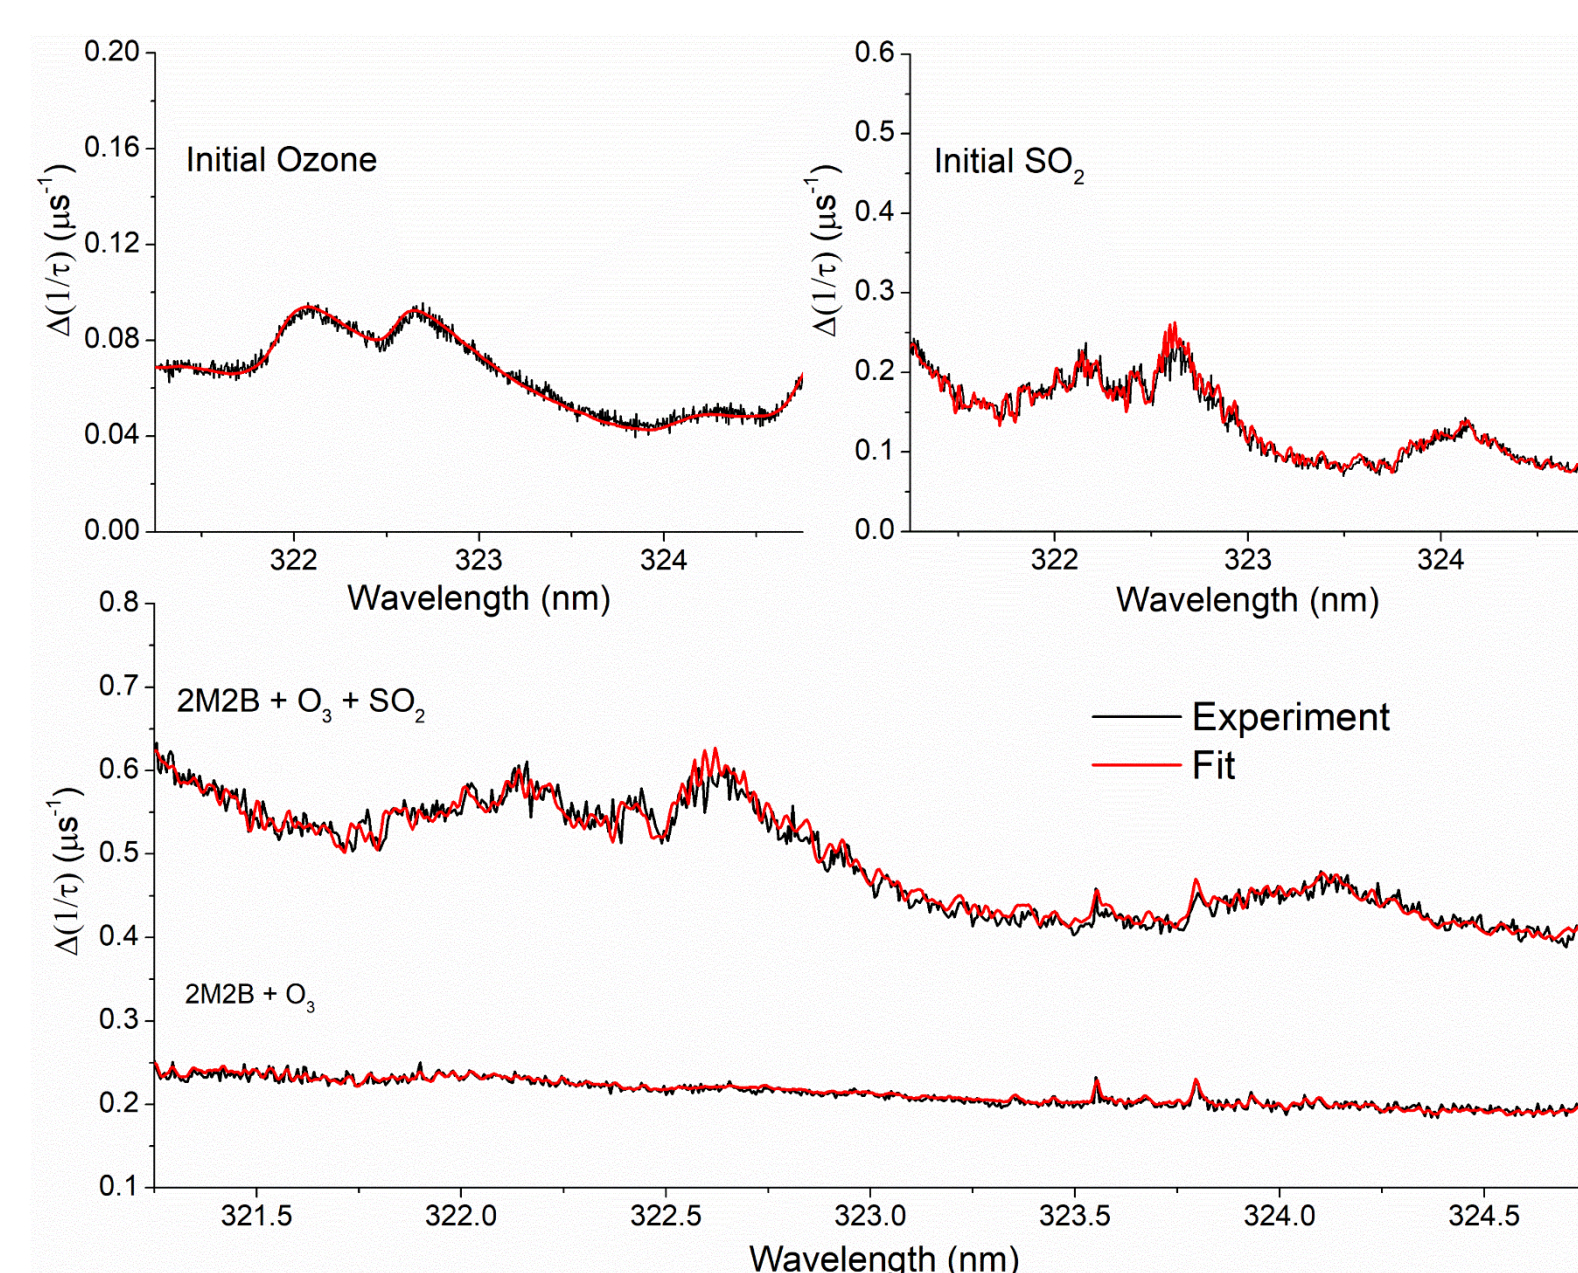 0.20
0.16
0.12
0.08
0.04
0.00
Δ(1/τ) (μs⁻¹)
Initial Ozone
322 323 324
Wavelength (nm)
0.6
0.5
0.4
0.3
0.2
0.1
0.0
Δ(1/τ) (μs⁻¹)
Initial SO₂
322 323 324
Wavelength (nm)
0.8
0.7
0.6
0.5
0.4
0.3
0.2
0.1
Δ(1/τ) (μs⁻¹)
2M2B + O₃ + SO₂
Experiment
Fit
2M2B + O₃
321.5 322.0 322.5 323.0 323.5 324.0 324.5
Wavelength (nm)